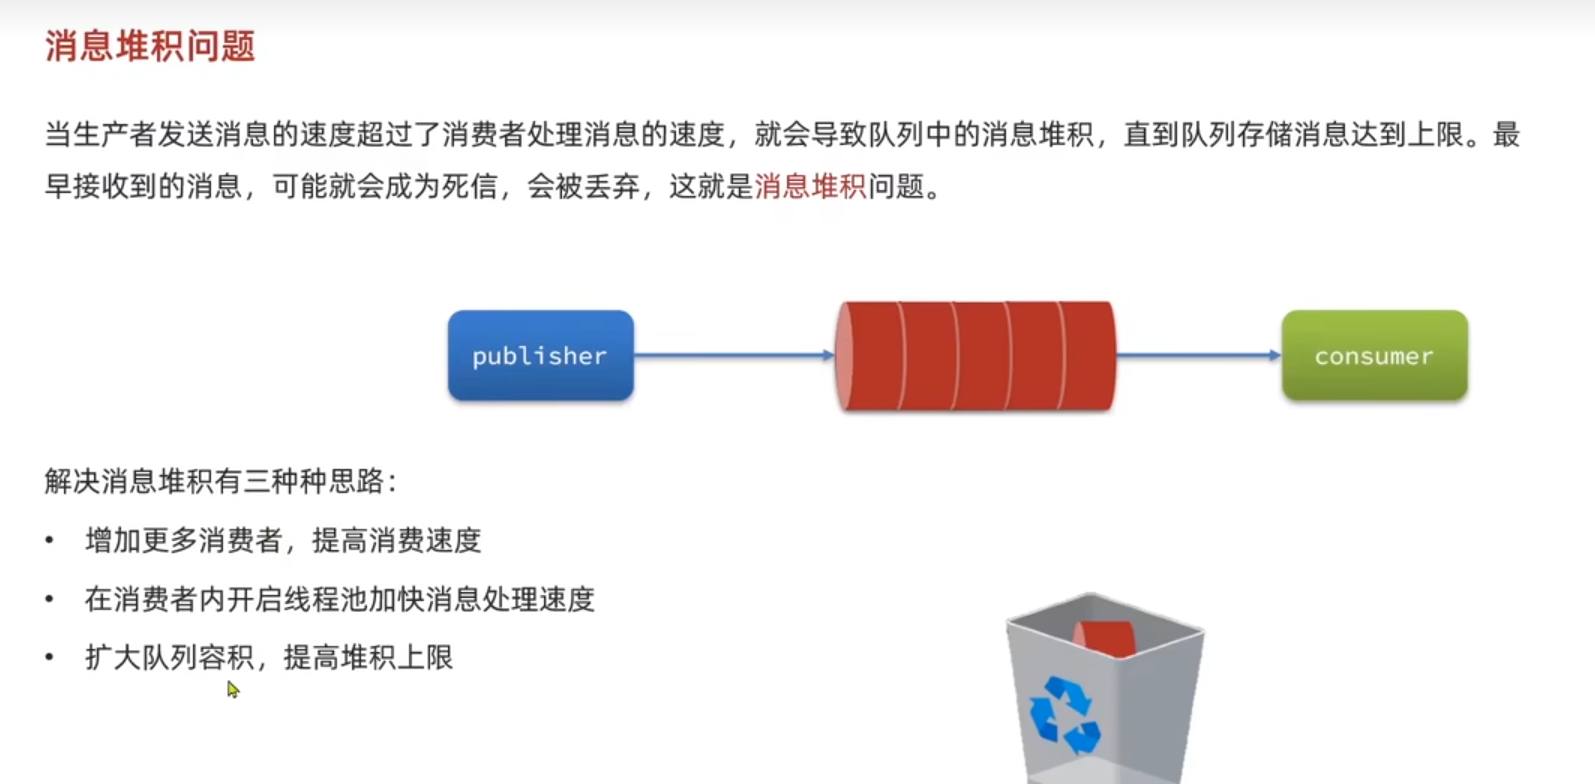 消息堆积问题
当生产者发送消息的速度超过了消费者处理消息的速度，就会导致队列中的消息堆积，直到队列存储消息达到上限。最
早接收到的消息，可能就会成为死信，会被丢弃，这就是消息堆积问题。
publisher
consumer
解决消息堆积有三种种思路：
• 增加更多消费者，提高消费速度
• 在消费者内开启线程池加快消息处理速度
• 扩大队列容积，提高堆积上限